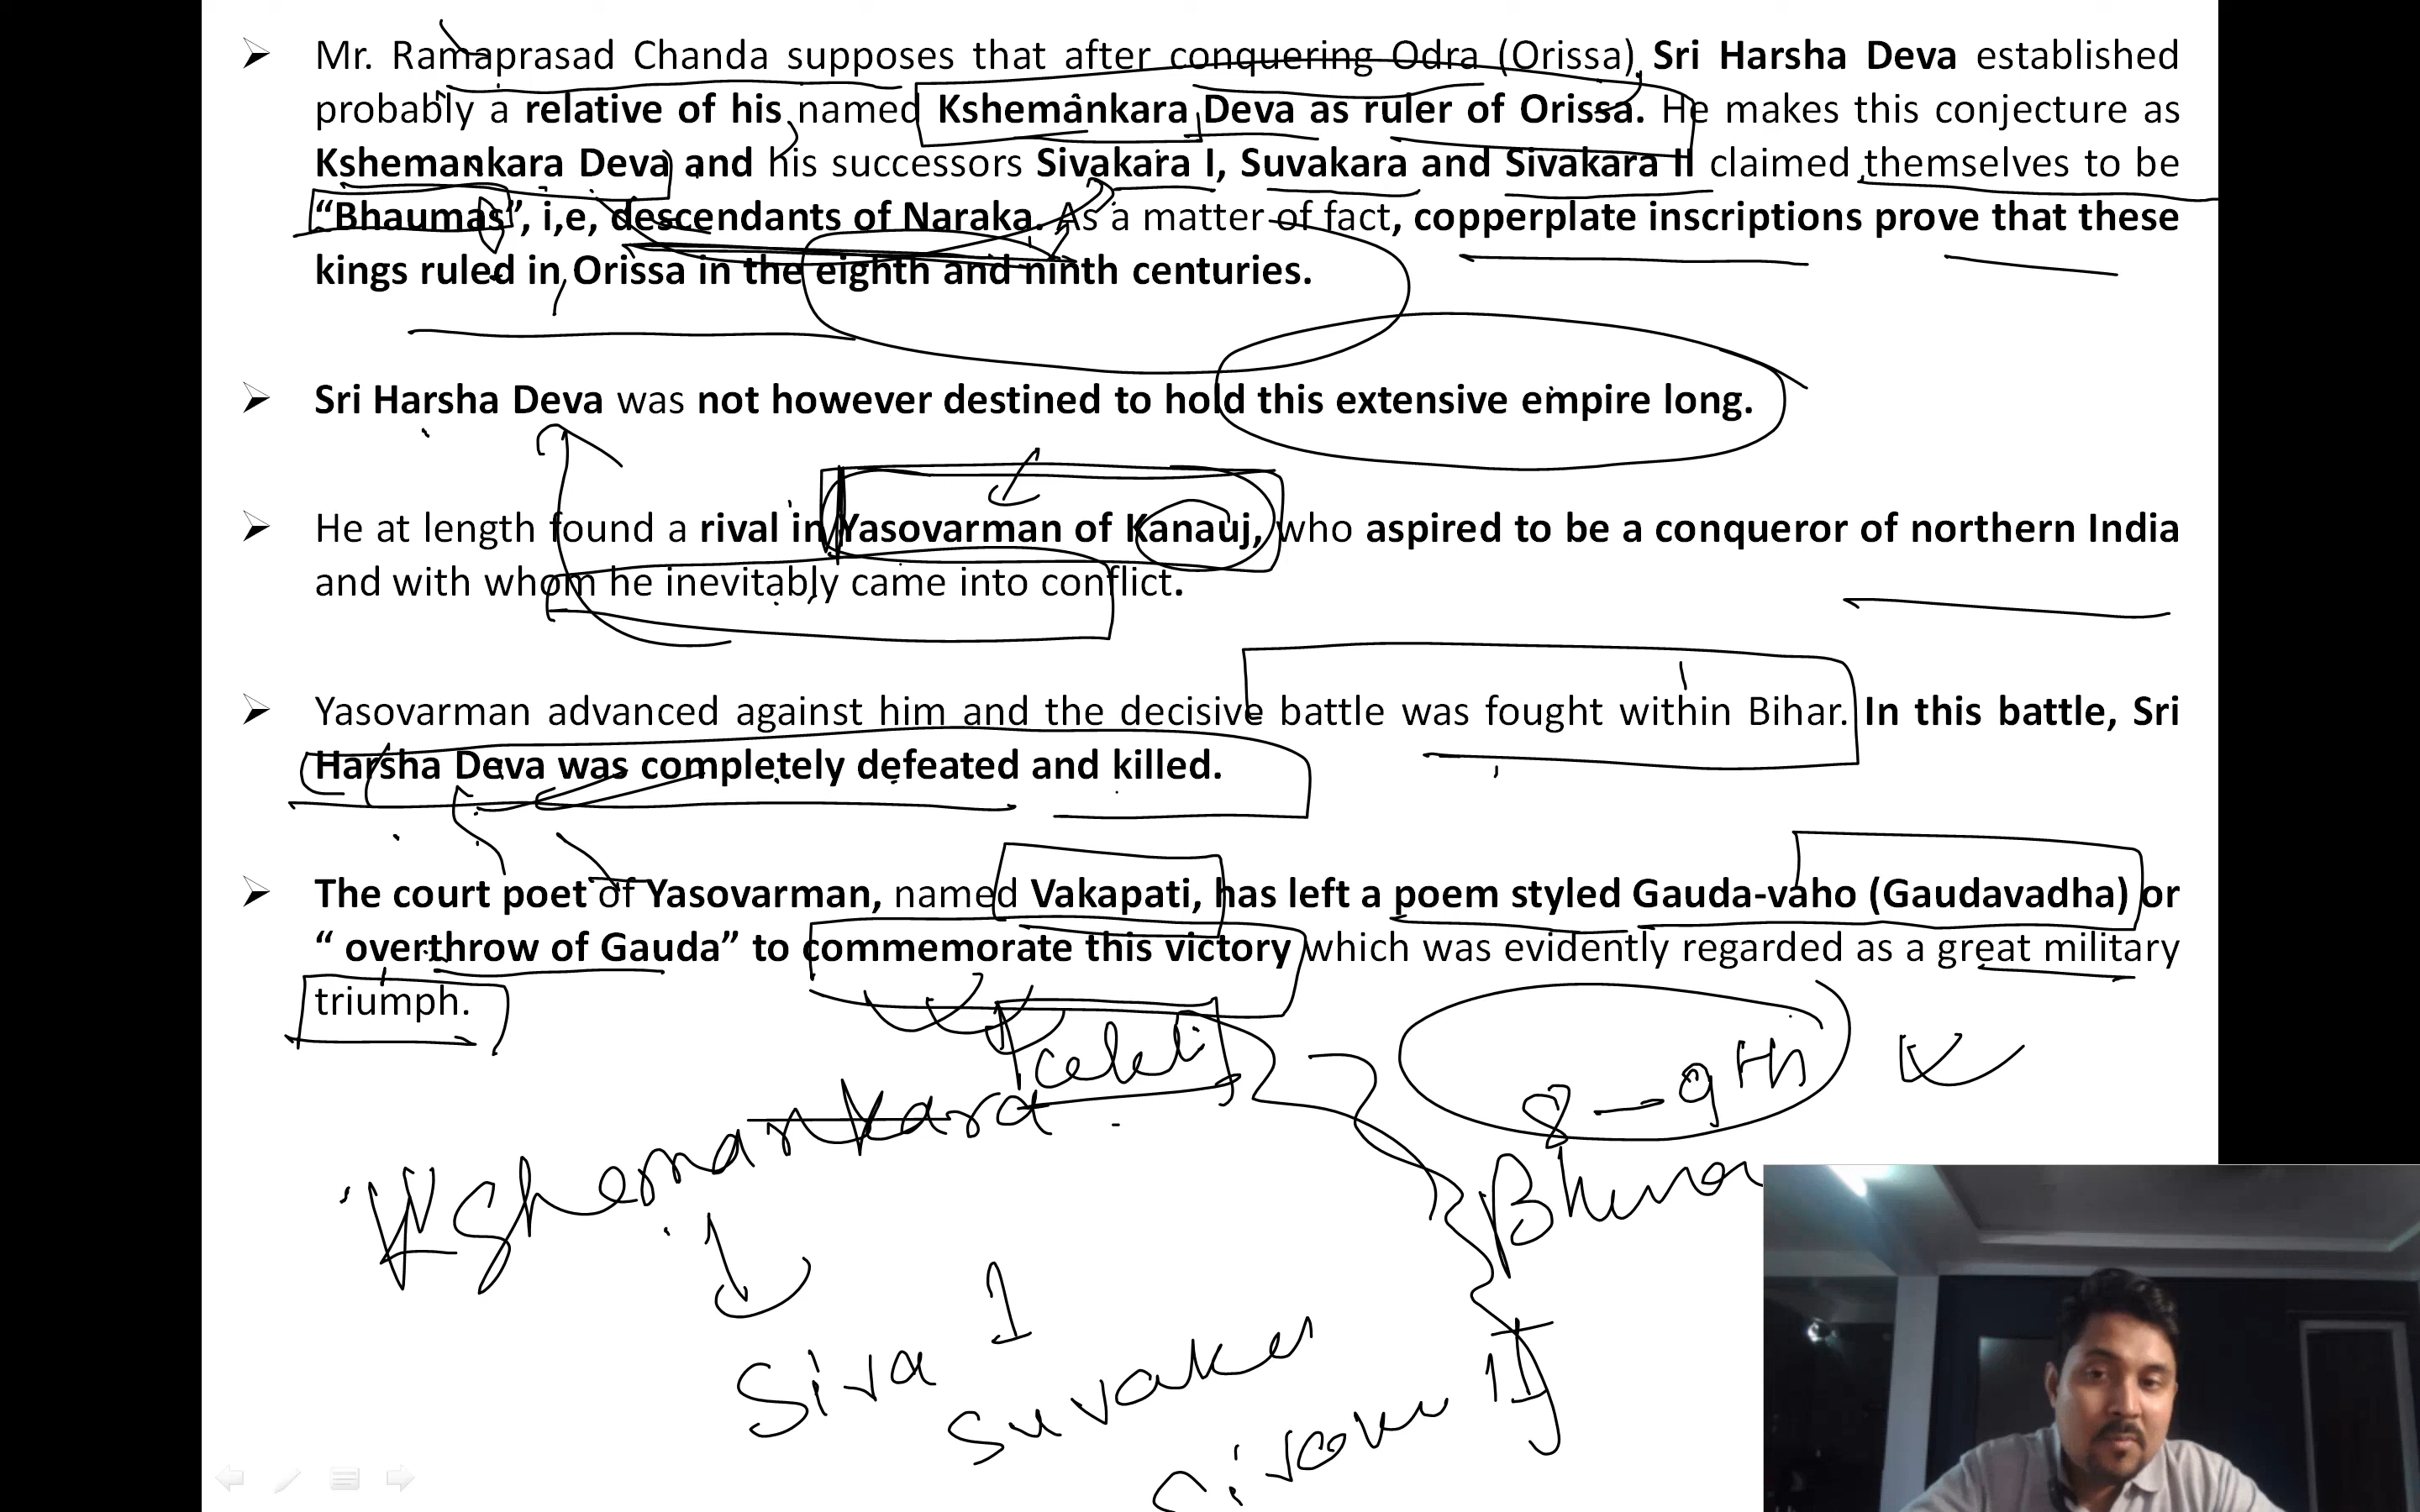 Mr. Ramaprasad Chanda supposes that after conquering Odra (Orissa), Sri Harsha Deva established
probably a relative of his named Kshemânkara Deva as ruler of Orissa. He makes this conjecture as
Kshemankara Deva and his successors Sivakara I, Suvakara and Sivakara II claimed themselves to be
“Bhaumas”, i,e, descendants of Naraka. As a matter of fact, copperplate inscriptions prove that these
kings ruled in Orissa in the eighth and ninth centuries.
Sri Harsha Deva was not however destined to hold this extensive empire long.
He at length found a rival in Yasovarman of Kanauj, who aspired to be a conqueror of northern India
and with whom he inevitably came into conflict.
Yasovarman advanced against him and the decisive battle was fought within Bihar. In this battle, Sri
Harsha Deva was completely defeated and killed.
The court poet of Yasovarman, named Vakapati, has left a poem styled Gauda-vaho (Gaudavadha) or
“ overthrow of Gauda” to commemorate this victory which was evidently regarded as a great military
triumph.
8-9th
Kshemankara
Siva I